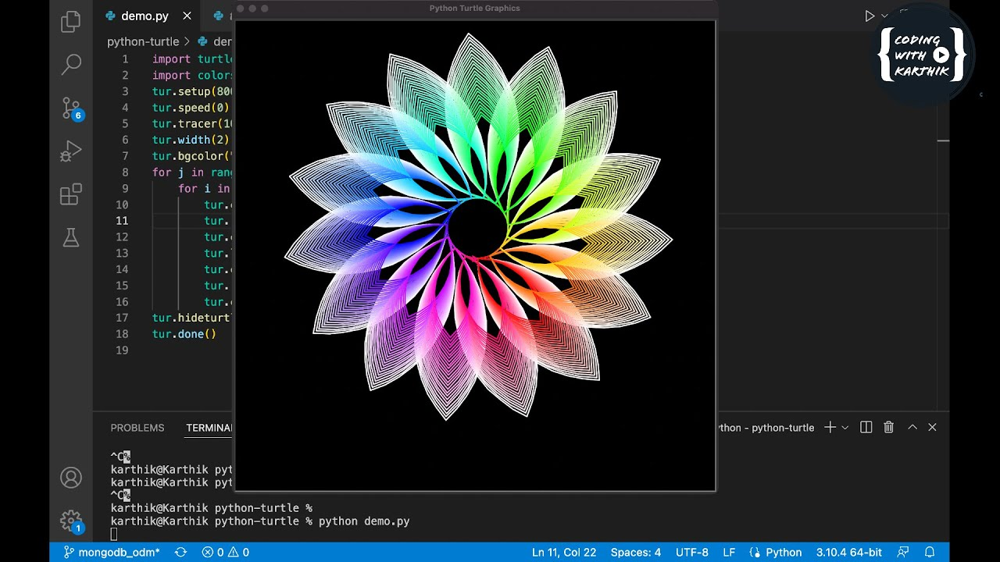 demo.py
Python Turtle Graphics
CODING
WITH
KARTHIK
python-turtle
1 import turtl
2 import color
3 tur.setup(80
4 tur.speed(0)
5 tur.tracer(1
6 tur.width(2)
7 tur.bgcolor(
8 for j in ran
9 for i in
10 tur.
11 tur.
12 tur.
13 tur.
14 tur.
15 tur.
16 tur.
17 tur.hideturt
18 tur.done()
19
6
PROBLEMS
TERMINA
thon - python-turtle
^C%
karthik@Karthik pyt
karthik@Karthik pyt
^C%
karthik@Karthik python-turtle %
karthik@Karthik python-turtle % python demo.py
1
mongodb_odm*
0
0
Ln 11, Col 22
Spaces: 4
UTF-8
LF
Python
3.10.4 64-bit